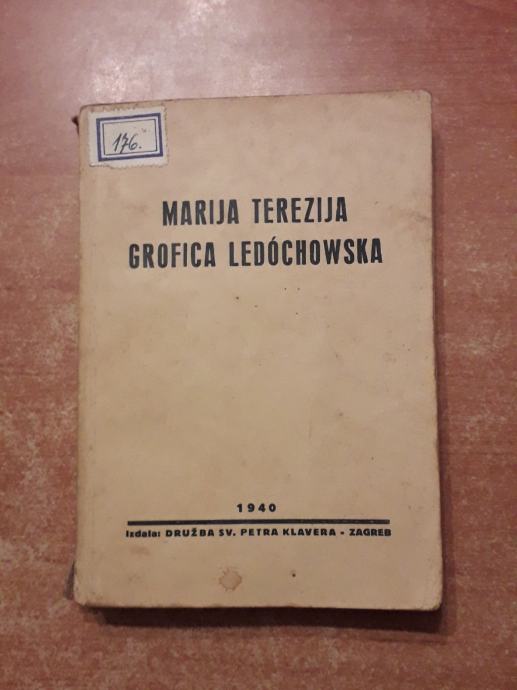 176.
MARIJA TEREZIJA
GROFICA LEDÓCHOWSKA
1940
Izdala: DRUŽBA SV. PETRA KLAVERA - ZAGREB